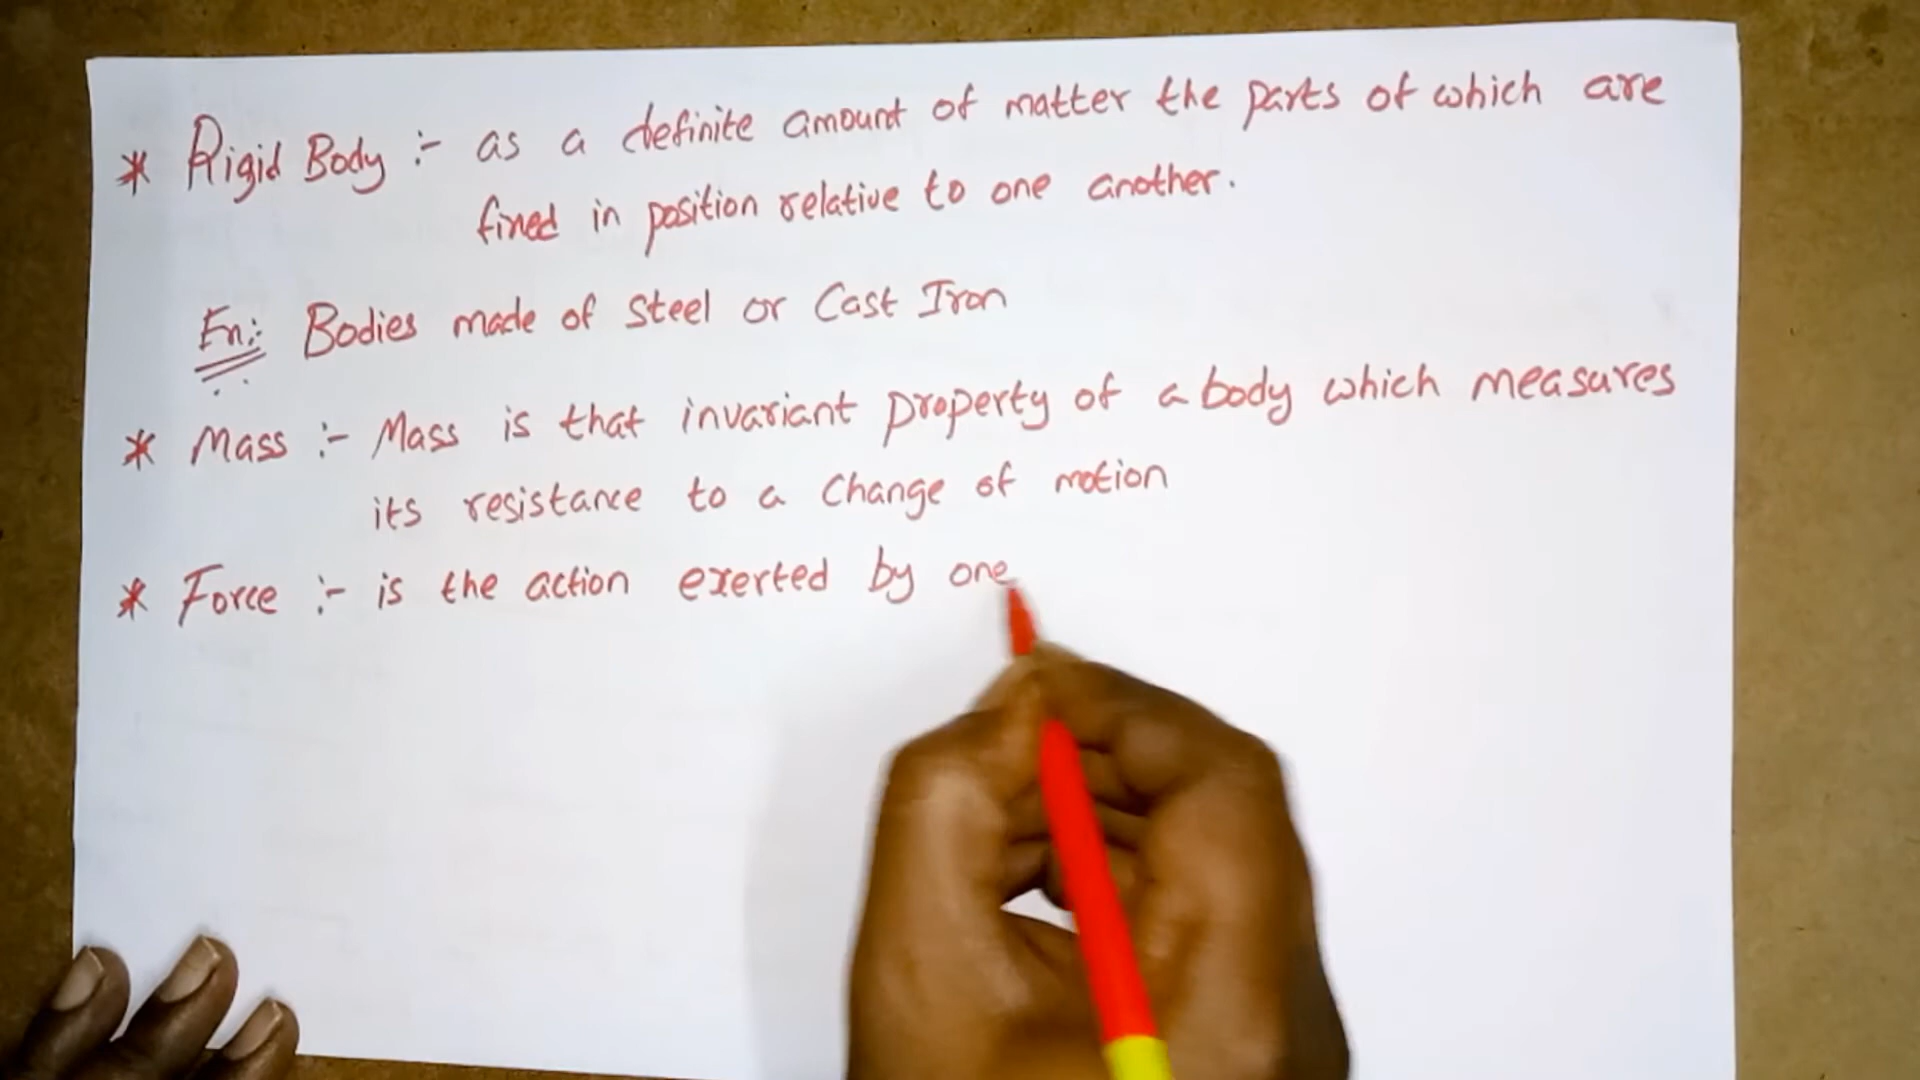 * Rigid Body :- as a definite amount of matter the parts of which are
fixed in position relative to one another.
Ex:- Bodies made of Steel or Cast Iron
* Mass :- Mass is that invariant property of a body which measures
its resistance to a change of motion
* Force :- is the action exerted by one